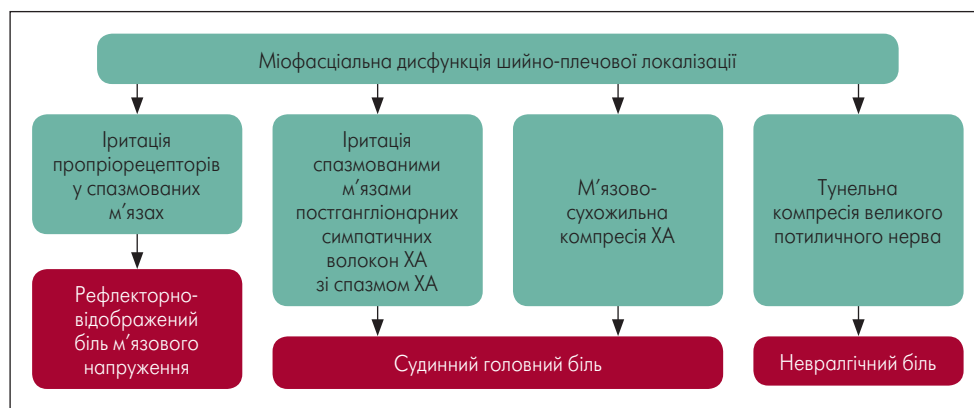 Міофасціальна дисфункція шийно-плечової локалізації
Іритація
пропріорецепторів
у спазмованих
м’язах
Іритація
спазмованими
м’язами
постгангліонарних
симпатичних
волокон ХА
зі спазмом ХА
М’язово-
сухожильна
компресія ХА
Тунельна
компресія великого
потиличного нерва
Рефлекторно-
відображений
біль м’язового
напруження
Судинний головний біль
Невралгічний біль